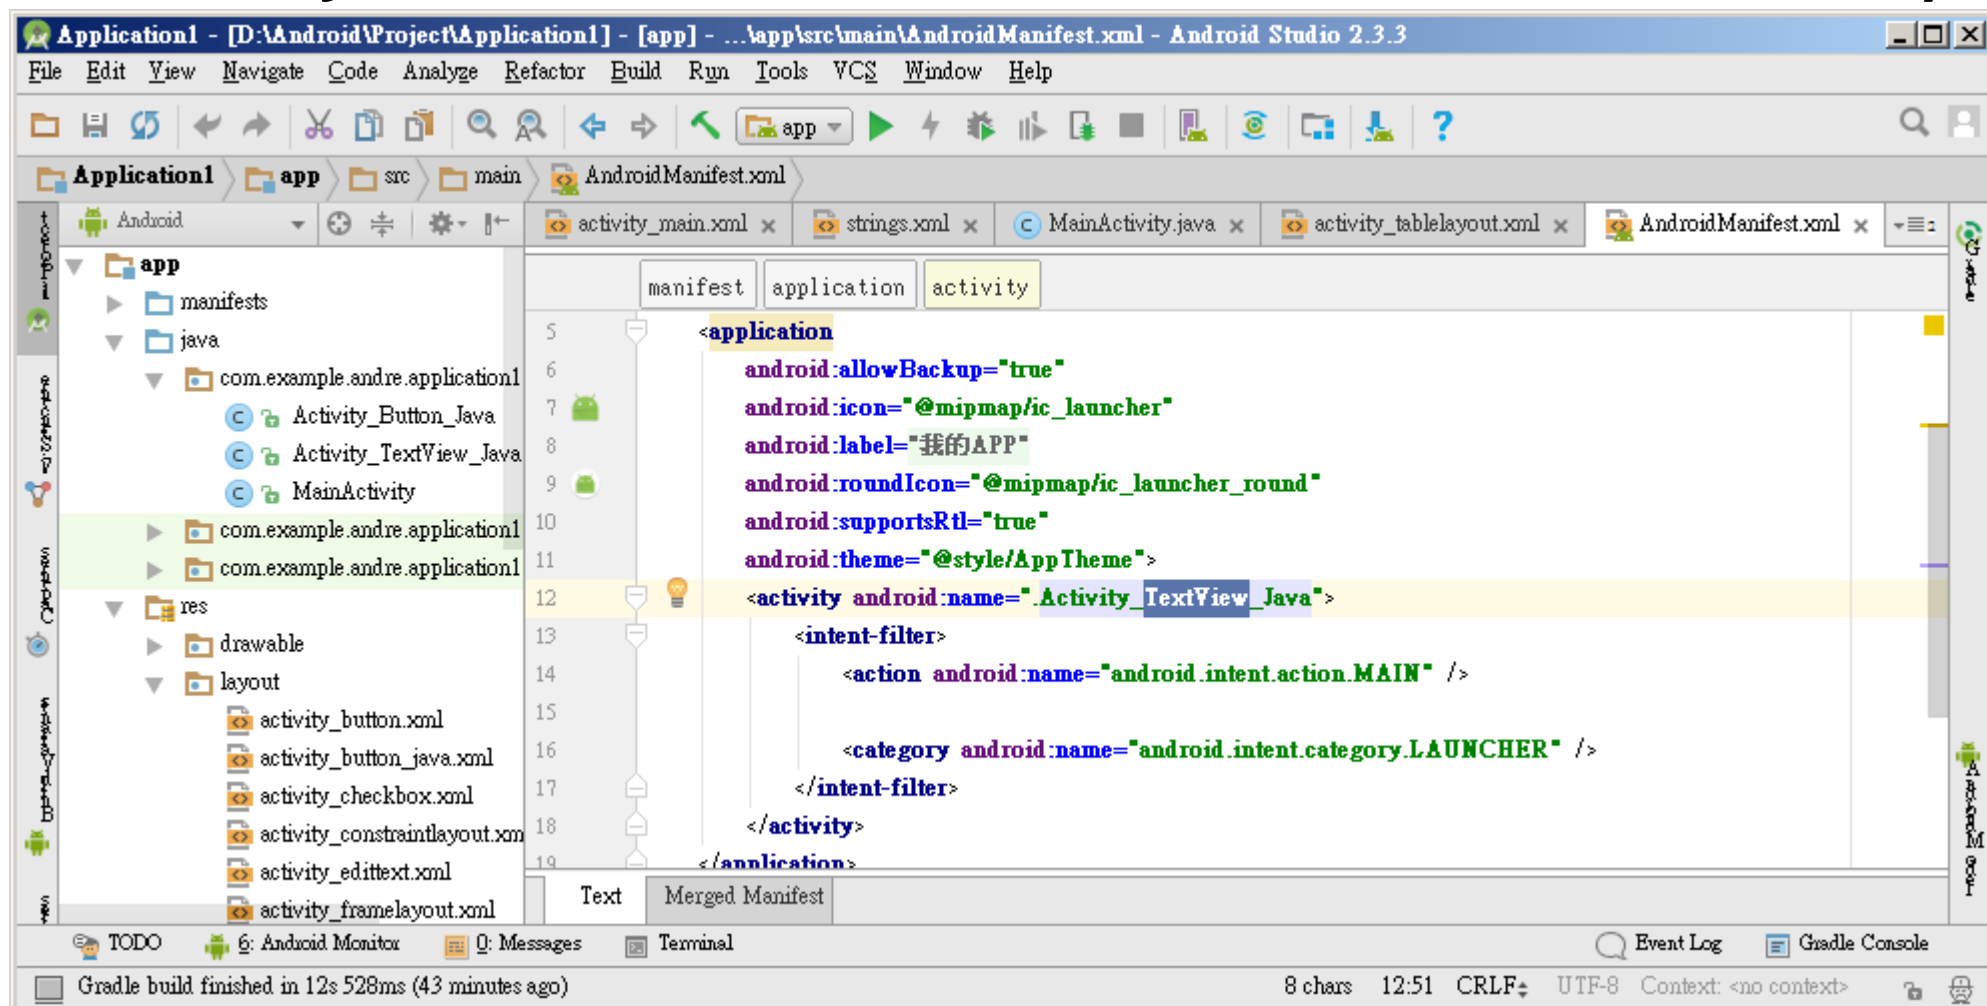 Application1 - [D:\Android\Project\Application1] - [app] - ...\app\src\main\AndroidManifest.xml - Android Studio 2.3.3
File Edit View Navigate Code Analyze Refactor Build Run Tools VCS Window Help
app
Application1 app src main AndroidManifest.xml
Android
activity_main.xml strings.xml MainActivity.java activity_tablelayout.xml AndroidManifest.xml
app
manifests
java
com.example.andre.application1
Activity_Button_Java
Activity_TextView_Java
MainActivity
com.example.andre.application1
com.example.andre.application1
res
drawable
layout
activity_button.xml
activity_button_java.xml
activity_checkbox.xml
activity_constraintlayout.xm
activity_edittext.xml
activity_framelayout.xml
manifest application activity
5 <application
6 android:allowBackup="true"
7 android:icon="@mipmap/ic_launcher"
8 android:label="我的APP"
9 android:roundIcon="@mipmap/ic_launcher_round"
10 android:supportsRtl="true"
11 android:theme="@style/AppTheme">
12 <activity android:name=".Activity_TextView_Java">
13 <intent-filter>
14 <action android:name="android.intent.action.MAIN" />
15
16 <category android:name="android.intent.category.LAUNCHER" />
17 </intent-filter>
18 </activity>
19 </application>
Text Merged Manifest
TODO 6: Android Monitor 0: Messages Terminal Event Log Gradle Console
Gradle build finished in 12s 528ms (43 minutes ago) 8 chars 12:51 CRLF UTF-8 Context: <no context>